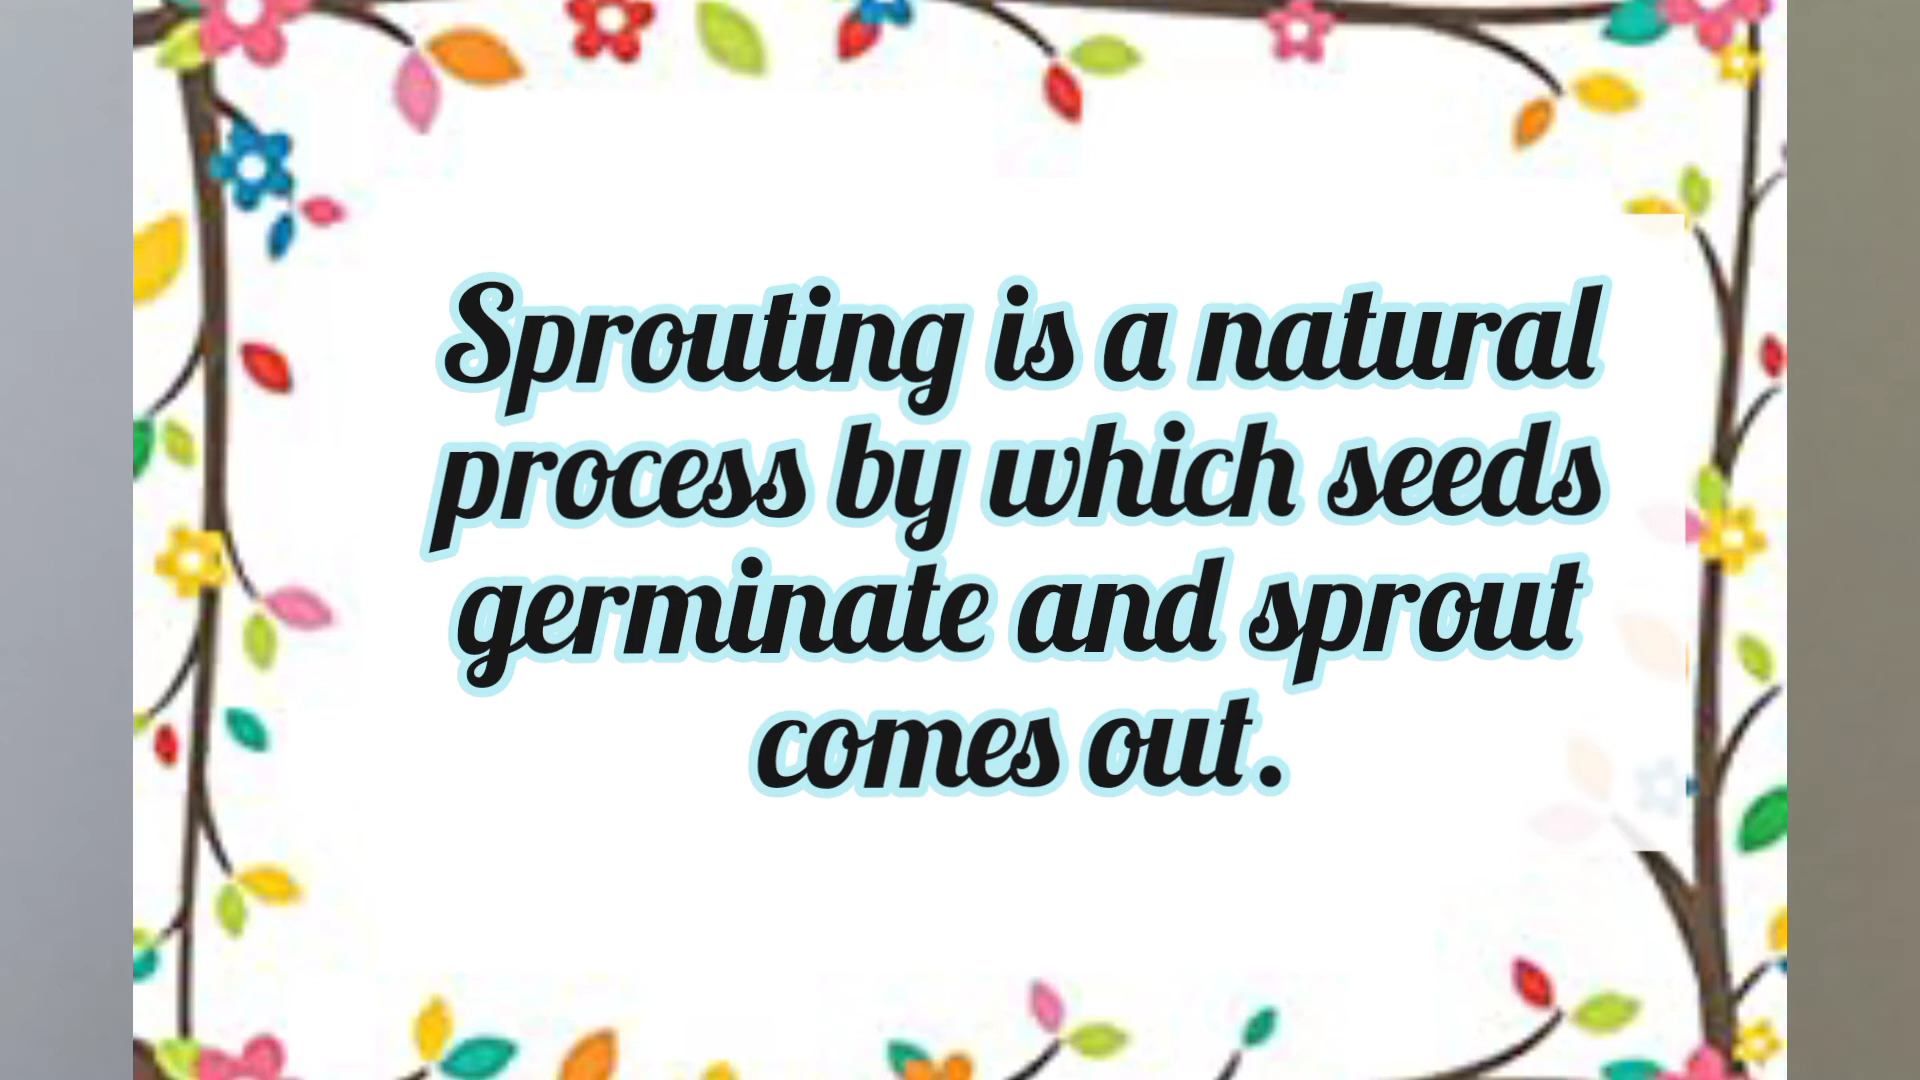 Sprouting is a natural
process by which seeds
germinate and sprout
comes out.